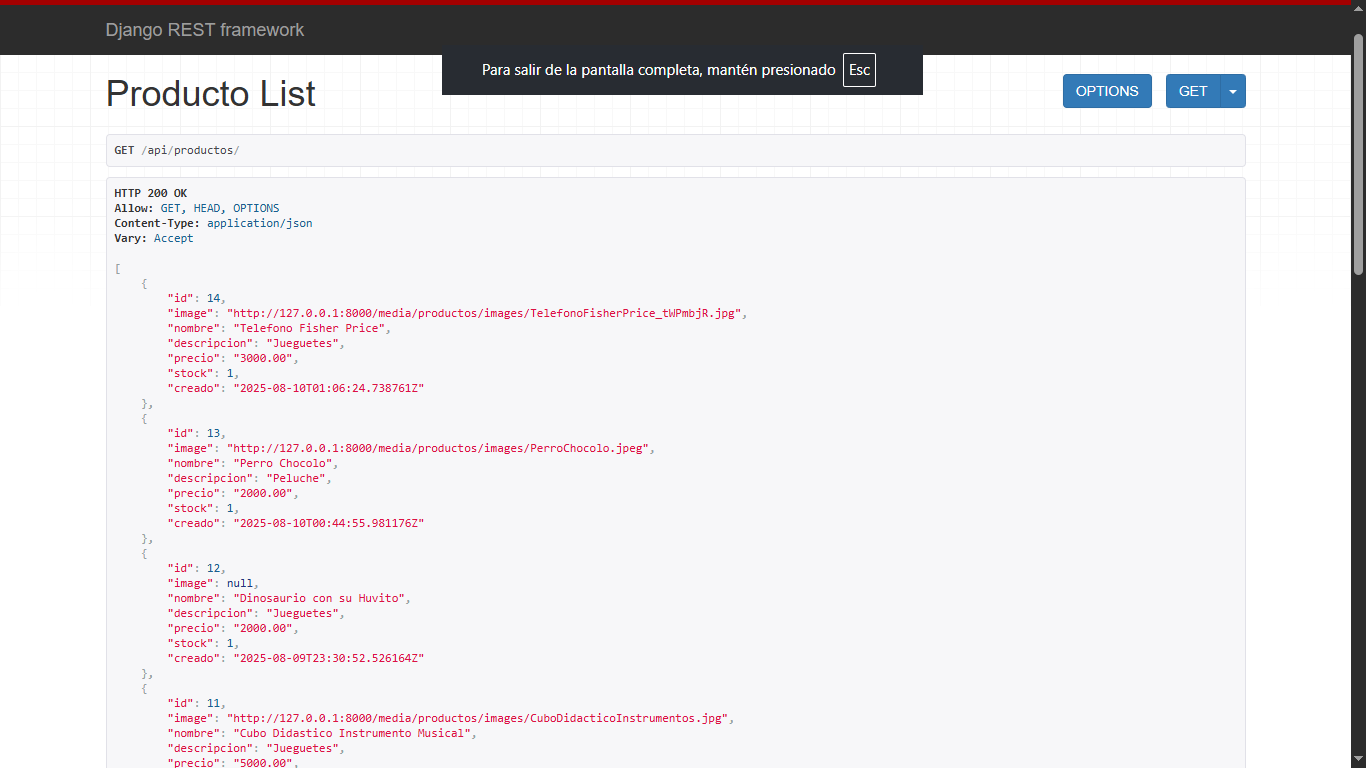 Django REST framework
Para salir de la pantalla completa, mantén presionado Esc
Producto List
OPTIONS
GET
GET /api/productos/
HTTP 200 OK
Allow: GET, HEAD, OPTIONS
Content-Type: application/json
Vary: Accept
[
    {
        "id": 14,
        "image": "http://127.0.0.1:8000/media/productos/images/TelefonoFisherPrice_tWPmbjR.jpg",
        "nombre": "Telefono Fisher Price",
        "descripcion": "Jueguetes",
        "precio": "3000.00",
        "stock": 1,
        "creado": "2025-08-10T01:06:24.738761Z"
    },
    {
        "id": 13,
        "image": "http://127.0.0.1:8000/media/productos/images/PerroChocolo.jpeg",
        "nombre": "Perro Chocolo",
        "descripcion": "Peluche",
        "precio": "2000.00",
        "stock": 1,
        "creado": "2025-08-10T00:44:55.981176Z"
    },
    {
        "id": 12,
        "image": null,
        "nombre": "Dinosaurio con su Huvito",
        "descripcion": "Jueguetes",
        "precio": "2000.00",
        "stock": 1,
        "creado": "2025-08-09T23:30:52.526164Z"
    },
    {
        "id": 11,
        "image": "http://127.0.0.1:8000/media/productos/images/CuboDidacticoInstrumentos.jpg",
        "nombre": "Cubo Didastico Instrumento Musical",
        "descripcion": "Jueguetes",
        "precio": "5000.00",